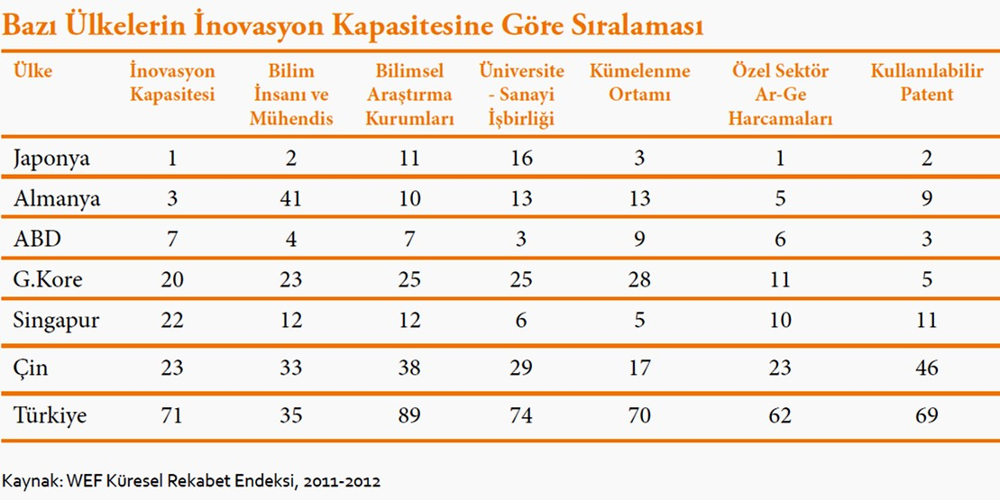 Bazı Ülkelerin İnovasyon Kapasitesine Göre Sıralaması
Ülke İnovasyon Bilim Bilimsel Üniversite Kümelenme Özel Sektör Kullanılabilir
Kapasitesi İnsanı ve Araştırma - Sanayi Ortamı Ar-Ge Patent
Mühendis Kurumları İşbirliği Harcamaları
Japonya 1 2 11 16 3 1 2
Almanya 3 41 10 13 13 5 9
ABD 7 4 7 3 9 6 3
G.Kore 20 23 25 25 28 11 5
Singapur 22 12 12 6 5 10 11
Çin 23 33 38 29 17 23 46
Türkiye 71 35 89 74 70 62 69
Kaynak: WEF Küresel Rekabet Endeksi, 2011-2012